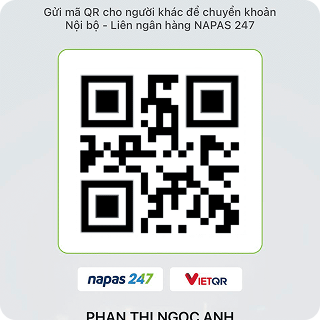 Gửi mã QR cho người khác để chuyển khoản
Nội bộ - Liên ngân hàng NAPAS 247
napas 247 VIETQR
PHAN THI NGOC ANH